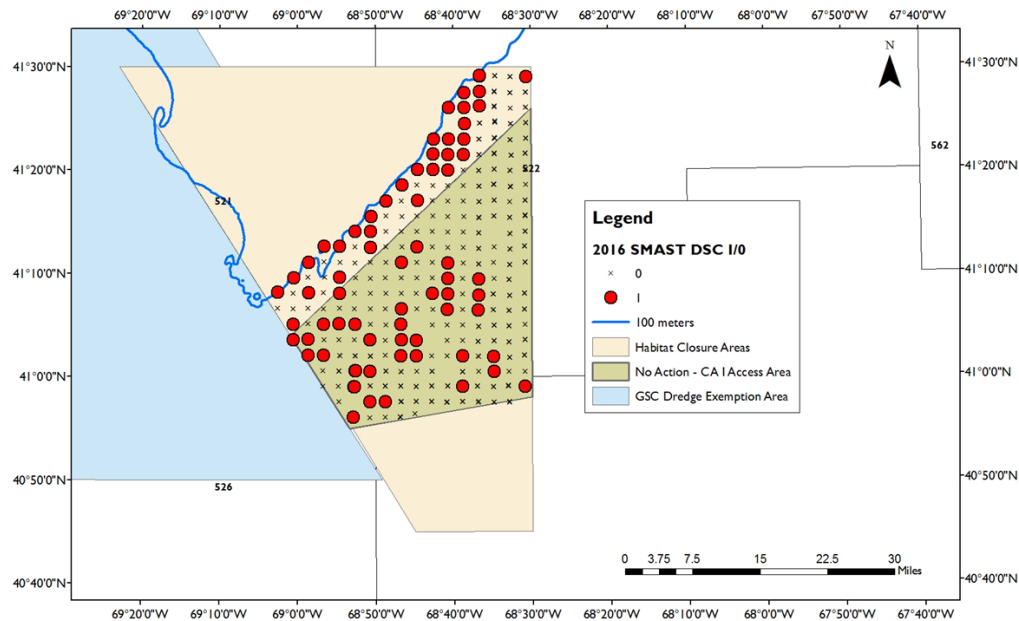 69°20'0"W 69°10'0"W 69°0'0"W 68°50'0"W 68°40'0"W 68°30'0"W 68°20'0"W 68°10'0"W 68°0'0"W 67°50'0"W 67°40'0"W
N
41°30'0"N 41°30'0"N
562
41°20'0"N 522 41°20'0"N
521
Legend
2016 SMAST DSC 1/0
0
1
100 meters
Habitat Closure Areas
No Action - CA I Access Area
GSC Dredge Exemption Area
41°10'0"N 41°10'0"N
41°0'0"N 41°0'0"N
40°50'0"N 40°50'0"N
526
0 3.75 7.5 15 22.5 30
Miles
40°40'0"N 40°40'0"N
69°20'0"W 69°10'0"W 69°0'0"W 68°50'0"W 68°40'0"W 68°30'0"W 68°20'0"W 68°10'0"W 68°0'0"W 67°50'0"W 67°40'0"W